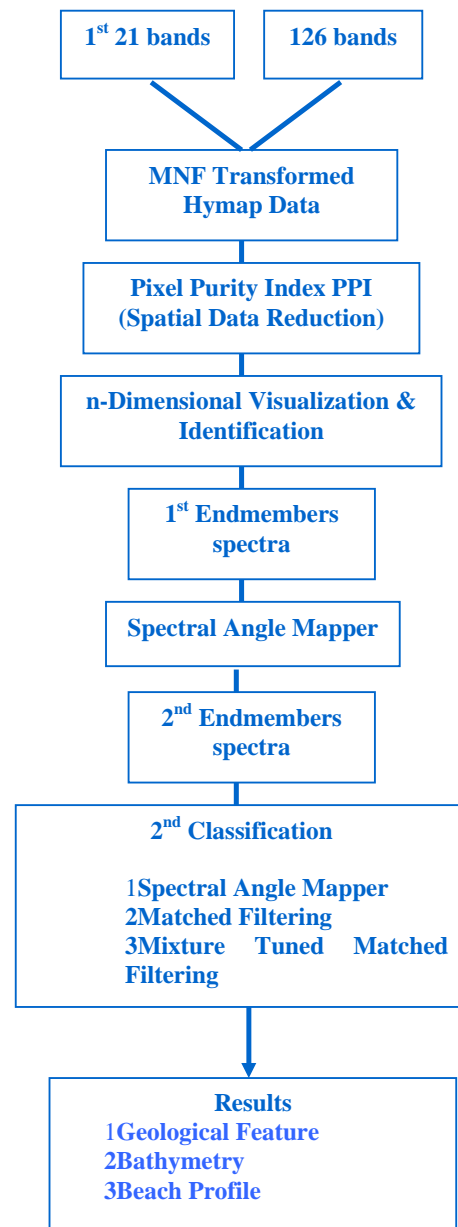 1st 21 bands
126 bands
MNF Transformed
Hymap Data
Pixel Purity Index PPI
(Spatial Data Reduction)
n-Dimensional Visualization &
Identification
1st Endmembers
spectra
Spectral Angle Mapper
2nd Endmembers
spectra
2nd Classification
1Spectral Angle Mapper
2Matched Filtering
3Mixture Tuned Matched
Filtering
Results
1Geological Feature
2Bathymetry
3Beach Profile